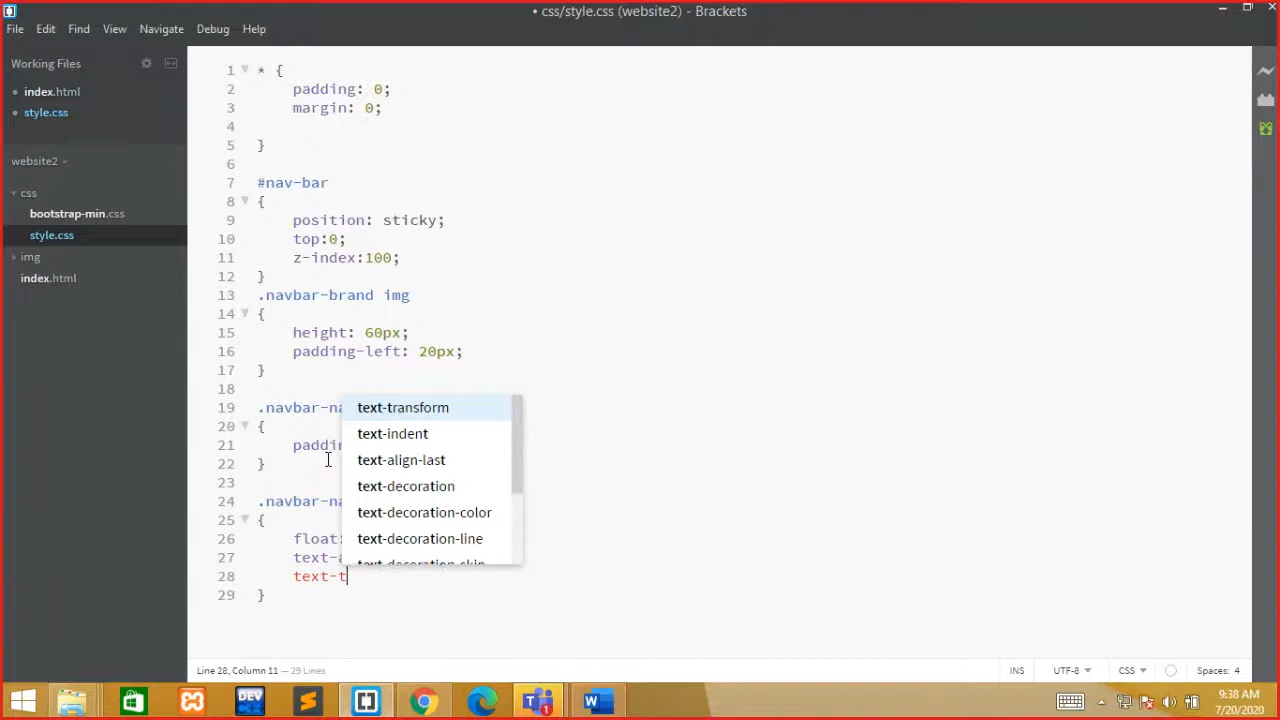 • css/style.css (website2) - Brackets
File Edit Find View Navigate Debug Help
Working Files
• index.html
• style.css
website2
css
bootstrap-min.css
style.css
img
index.html
1 * {
2 padding: 0;
3 margin: 0;
4
5 }
6
7 #nav-bar
8 {
9 position: sticky;
10 top:0;
11 z-index:100;
12 }
13 .navbar-brand img
14 {
15 height: 60px;
16 padding-left: 20px;
17 }
18
19 .navbar-na
20 {
21 paddin
22 }
23
24 .navbar-na
25 {
26 float:
27 text-a
28 text-t
29 }
text-transform
text-indent
text-align-last
text-decoration
text-decoration-color
text-decoration-line
text-decoration-skip
Line 28, Column 11 — 29 Lines
INS UTF-8 CSS Spaces: 4
DEV
1
W
9:38 AM
7/20/2020